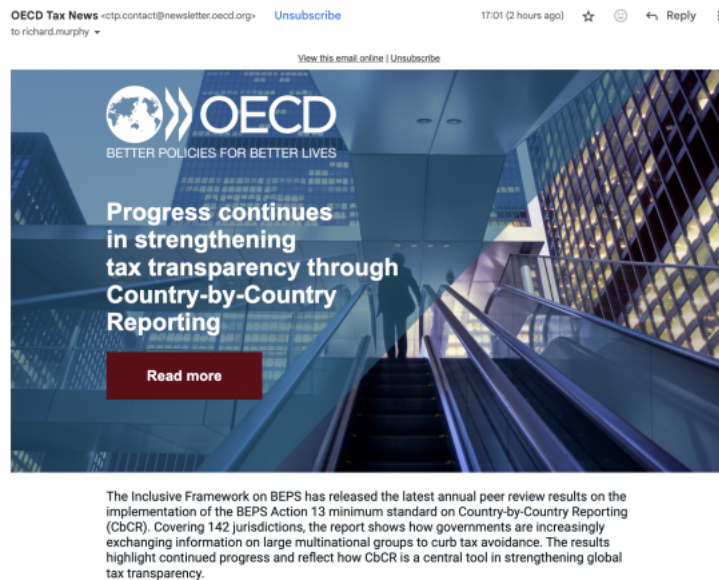 OECD Tax News <ctp.contact@newsletter.oecd.org> Unsubscribe 17:01 (2 hours ago) Reply
to richard.murphy
View this email online | Unsubscribe
OECD
BETTER POLICIES FOR BETTER LIVES
Progress continues
in strengthening
tax transparency through
Country-by-Country
Reporting
Read more
The Inclusive Framework on BEPS has released the latest annual peer review results on the
implementation of the BEPS Action 13 minimum standard on Country-by-Country Reporting
(CbCR). Covering 142 jurisdictions, the report shows how governments are increasingly
exchanging information on large multinational groups to curb tax avoidance. The results
highlight continued progress and reflect how CbCR is a central tool in strengthening global
tax transparency.